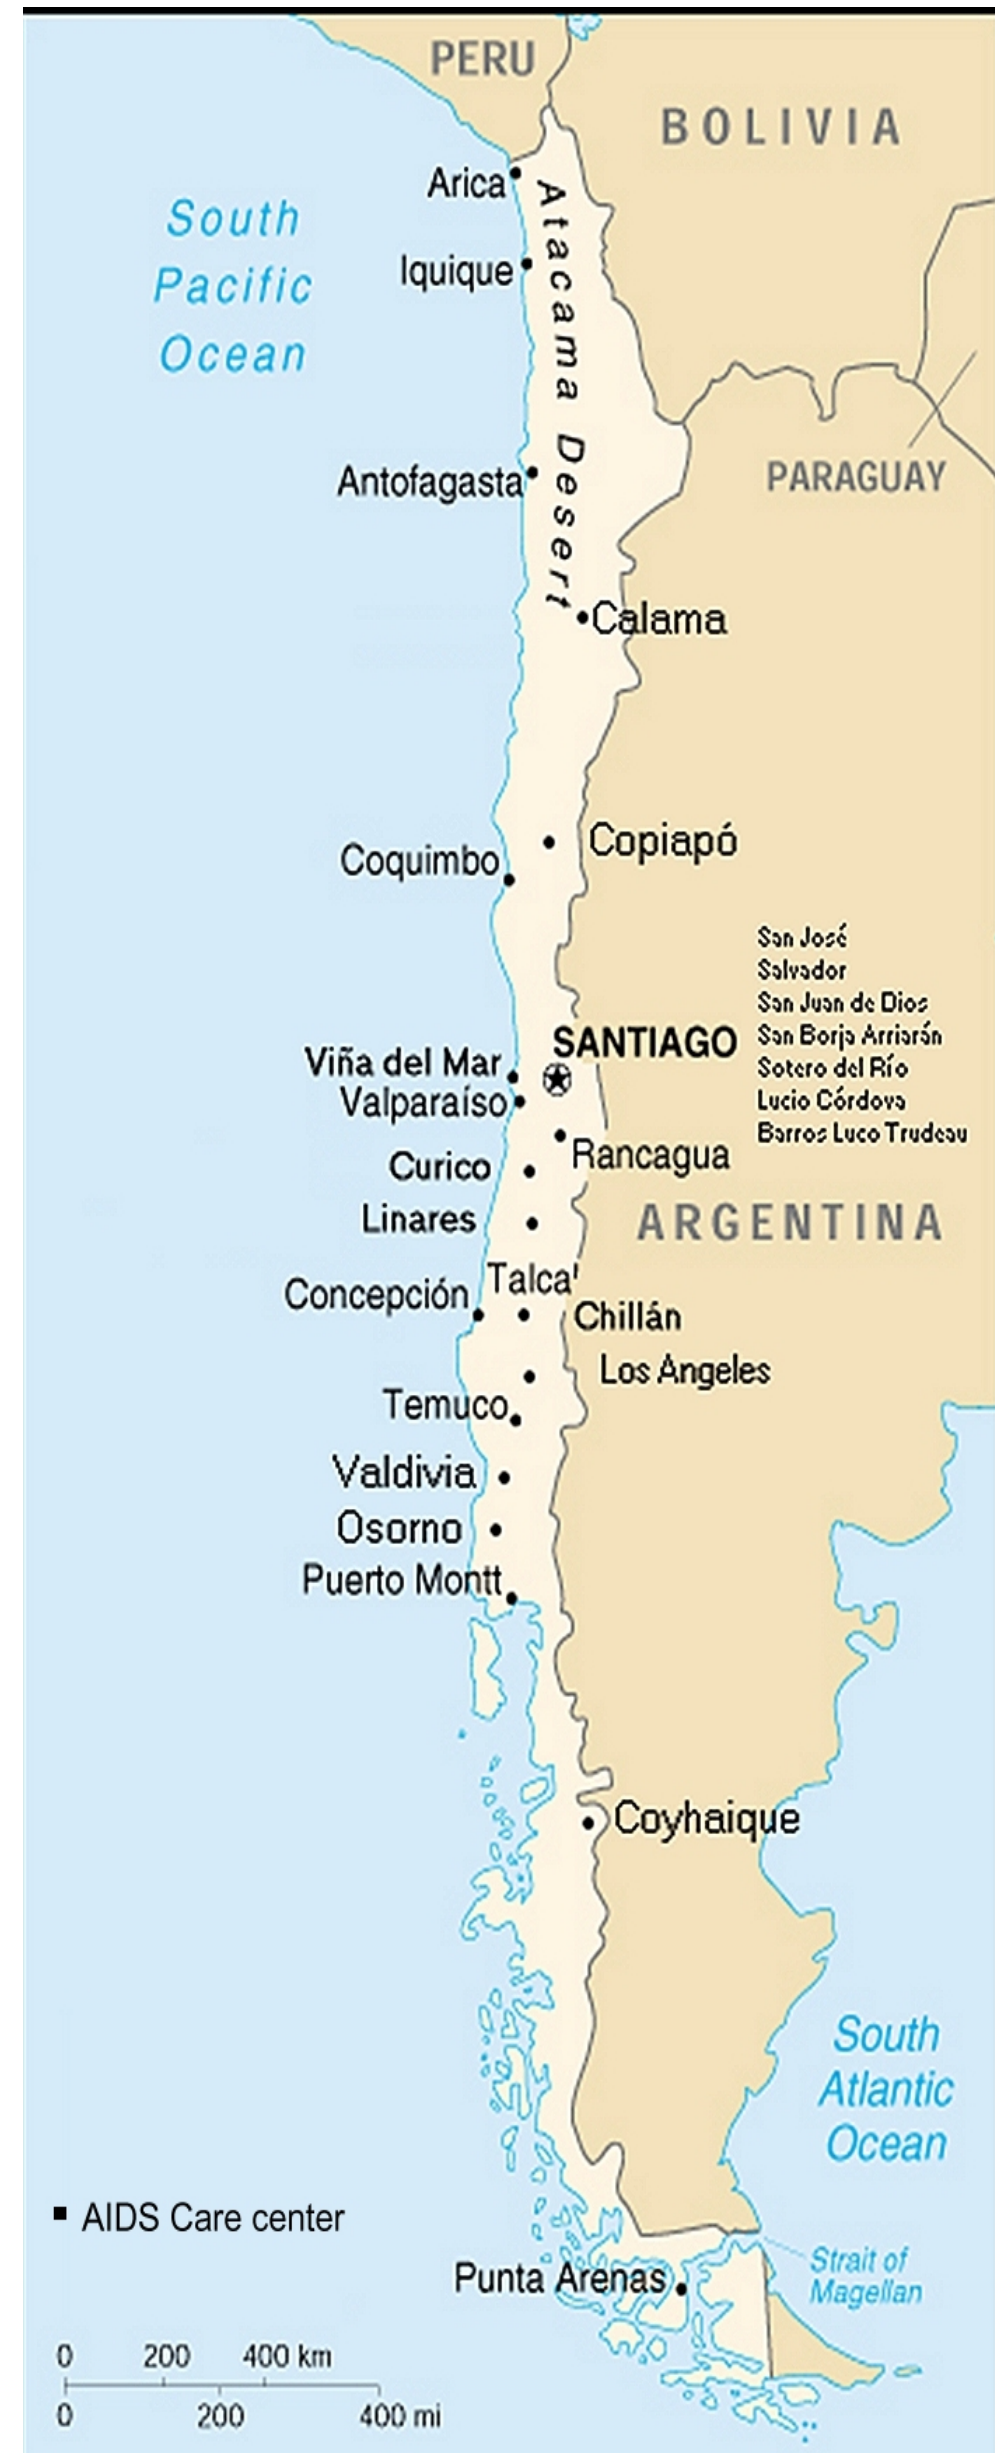 PERU
BOLIVIA
Arica
Atacama Desert
South
Pacific
Ocean
Iquique
Antofagasta
PARAGUAY
Calama
Copiapó
Coquimbo
San José
Salvador
San Juan de Dios
San Borja Arriarán
Sotero del Río
Lucio Córdova
Barros Luco Trudeau
SANTIAGO
Viña del Mar
Valparaíso
Rancagua
Curico
Linares
ARGENTINA
Talca'
Concepción
Chillán
Los Angeles
Temuco
Valdivia
Osorno
Puerto Montt
Coyhaique
South
Atlantic
Ocean
AIDS Care center
Strait of
Magellan
Punta Arenas
0 200 400 km
0 200 400 mi